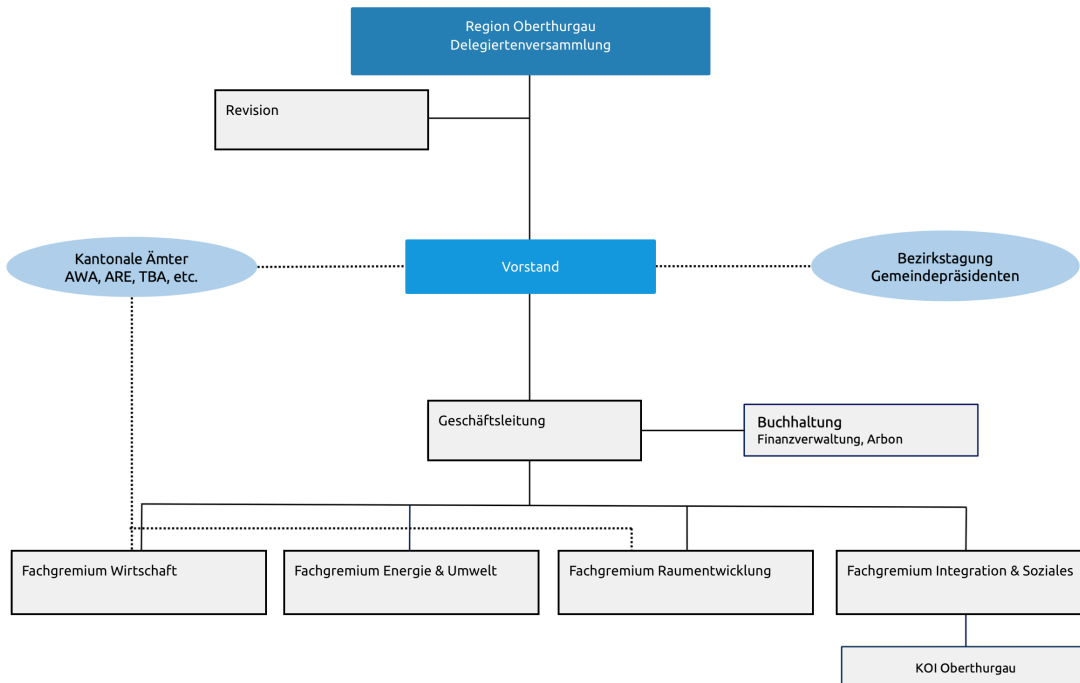 Region Oberthurgau
Delegiertenversammlung
Revision
Kantonale Ämter
AWA, ARE, TBA, etc.
Vorstand
Bezirkstagung
Gemeindepräsidenten
Geschäftsleitung
Buchhaltung
Finanzverwaltung, Arbon
Fachgremium Wirtschaft
Fachgremium Energie & Umwelt
Fachgremium Raumentwicklung
Fachgremium Integration & Soziales
KOI Oberthurgau